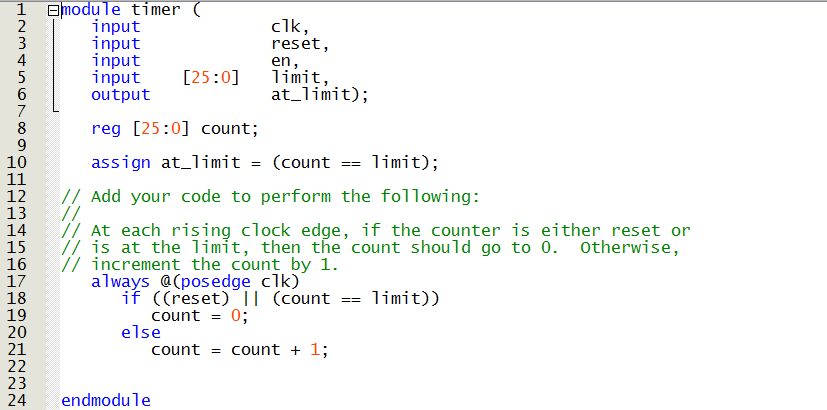 1 module timer (
2 input clk,
3 input reset,
4 input en,
5 input [25:0] limit,
6 output at_limit);
7
8 reg [25:0] count;
9
10 assign at_limit = (count == limit);
11
12 // Add your code to perform the following:
13 //
14 // At each rising clock edge, if the counter is either reset or
15 // is at the limit, then the count should go to 0.  Otherwise,
16 // increment the count by 1.
17 always @(posedge clk)
18 if ((reset) || (count == limit))
19 count = 0;
20 else
21 count = count + 1;
22
23
24 endmodule